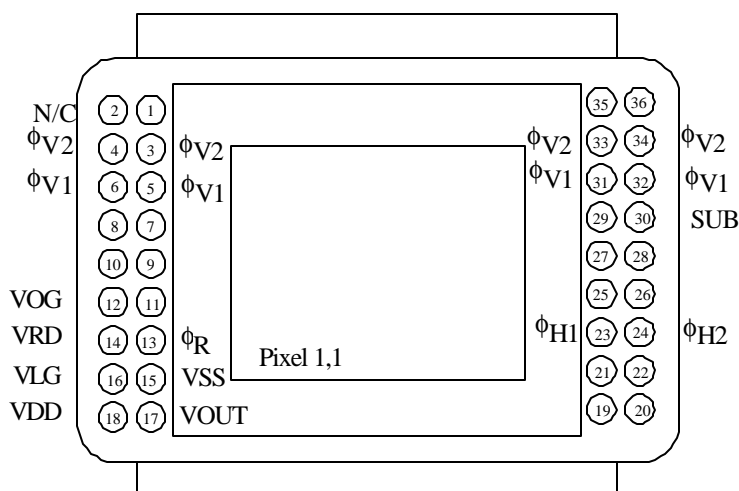 N/C 2 1 35 36
ϕV2 4 3 ϕV2 ϕV2 33 34 ϕV2
ϕV1 6 5 ϕV1 ϕV1 31 32 ϕV1
8 7 29 30 SUB
10 9 27 28
VOG 12 11 25 26
VRD 14 13 ϕR ϕH1 23 24 ϕH2
Pixel 1,1
VLG 16 15 VSS 21 22
VDD 18 17 VOUT 19 20